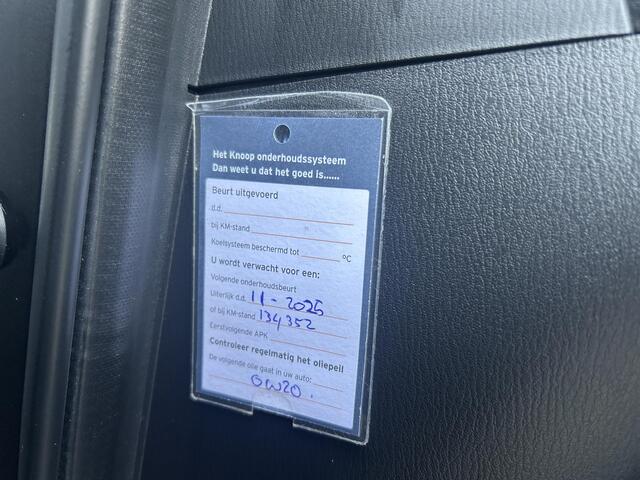 Het Knoop onderhoudssysteem
Dan weet u dat het goed is......
Beurt uitgevoerd
d.d.
bij KM-stand
Koelsysteem beschermd tot °C
U wordt verwacht voor een:
Volgende onderhoudsbeurt
Uiterlijk d.d. 11-2025
of bij KM-stand 134352
Eerstvolgende APK
Controleer regelmatig het oliepeil
De volgende olie gaat in uw auto:
0W20.